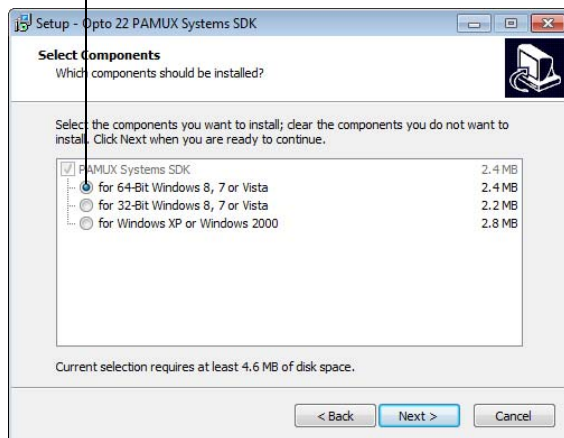 Setup - Opto 22 PAMUX Systems SDK
Select Components
Which components should be installed?
Select the components you want to install; clear the components you do not want to
install. Click Next when you are ready to continue.
PAMUX Systems SDK 2.4 MB
for 64-Bit Windows 8, 7 or Vista 2.4 MB
for 32-Bit Windows 8, 7 or Vista 2.2 MB
for Windows XP or Windows 2000 2.8 MB
Current selection requires at least 4.6 MB of disk space.
< Back Next > Cancel